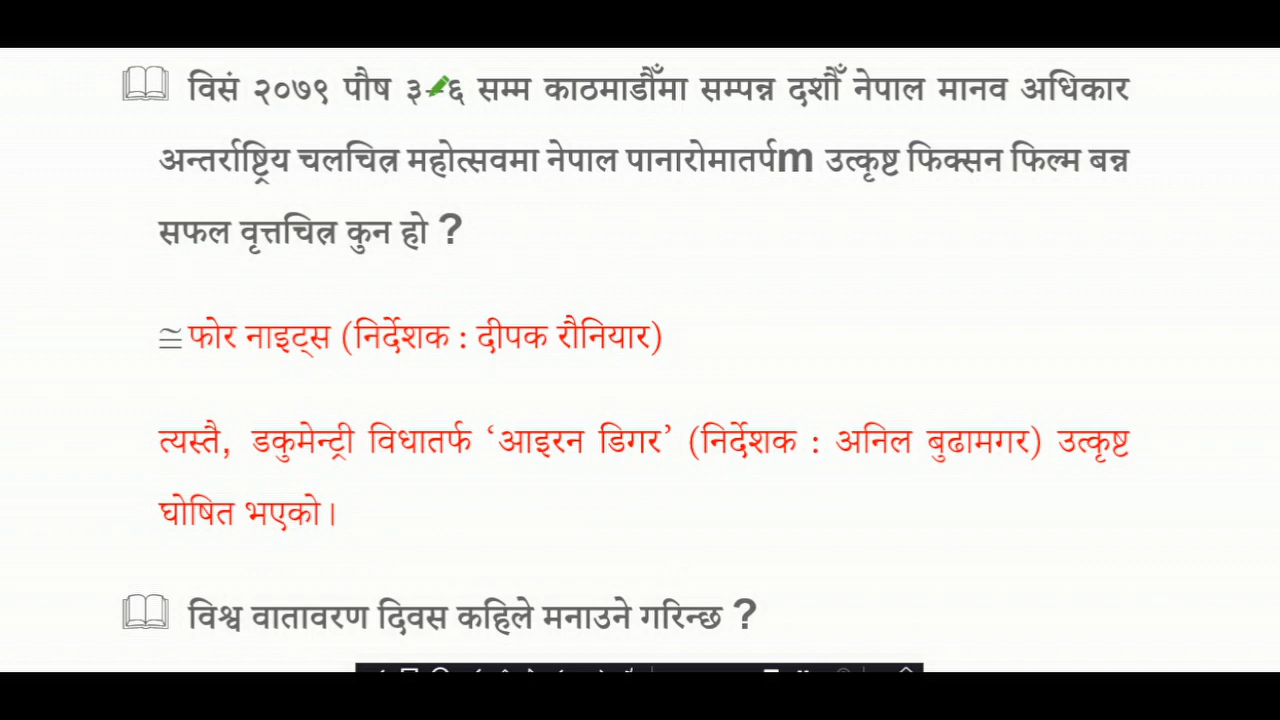 विसं २०७९ पौष ३-६ सम्म काठमाडौँमा सम्पन्न दशौँ नेपाल मानव अधिकार
अन्तर्राष्ट्रिय चलचित्र महोत्सवमा नेपाल पानारोमातर्पm उत्कृष्ट फिक्सन फिल्म बन्न
सफल वृत्तचित्र कुन हो ?
≅ फोर नाइट्स (निर्देशक : दीपक रौनियार)
त्यस्तै, डकुमेन्ट्री विधातर्फ ‘आइरन डिगर’ (निर्देशक : अनिल बुढामगर) उत्कृष्ट
घोषित भएको।
विश्व वातावरण दिवस कहिले मनाउने गरिन्छ ?